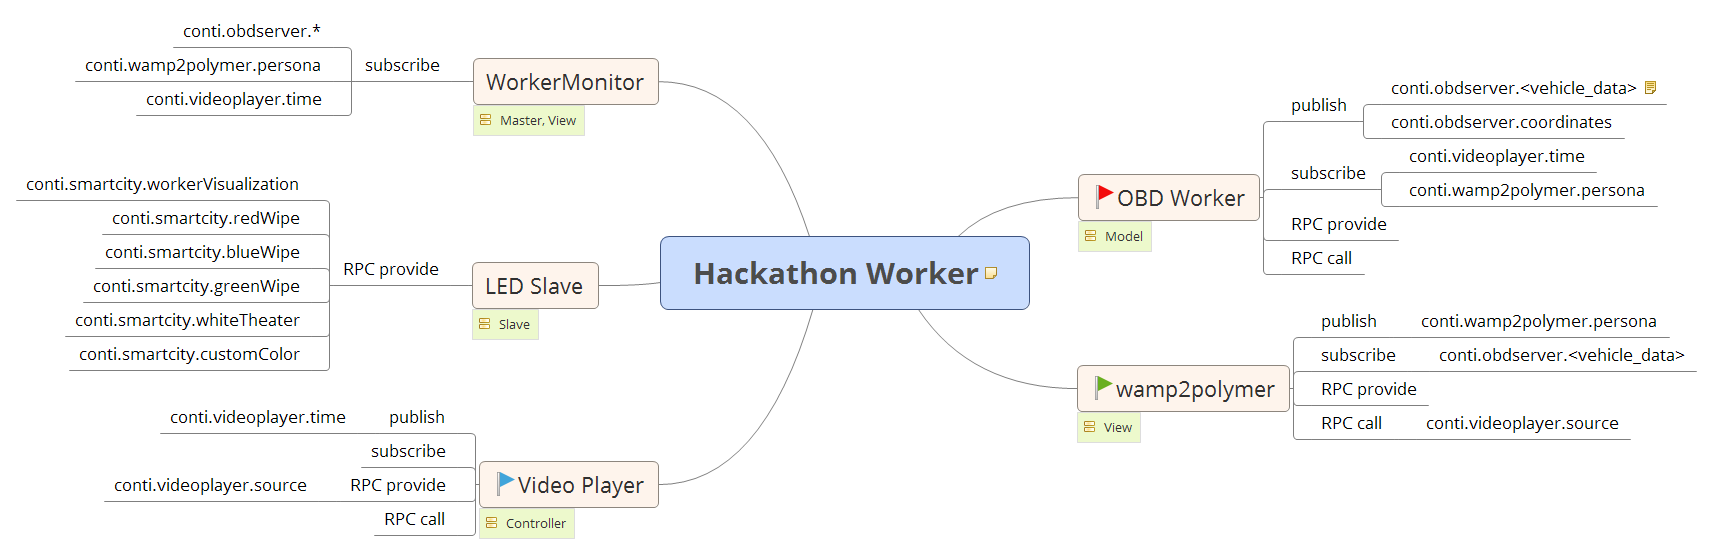 conti.obdserver.*
conti.wamp2polymer.persona
conti.videoplayer.time
subscribe
WorkerMonitor
Master, View
conti.smartcity.workerVisualization
conti.smartcity.redWipe
conti.smartcity.blueWipe
conti.smartcity.greenWipe
conti.smartcity.whiteTheater
conti.smartcity.customColor
RPC provide
LED Slave
Slave
conti.videoplayer.time publish
subscribe
conti.videoplayer.source RPC provide
RPC call
Video Player
Controller
Hackathon Worker
OBD Worker
Model
publish
conti.obdserver.<vehicle_data>
conti.obdserver.coordinates
subscribe
conti.videoplayer.time
conti.wamp2polymer.persona
RPC provide
RPC call
wamp2polymer
View
publish conti.wamp2polymer.persona
subscribe conti.obdserver.<vehicle_data>
RPC provide
RPC call conti.videoplayer.source